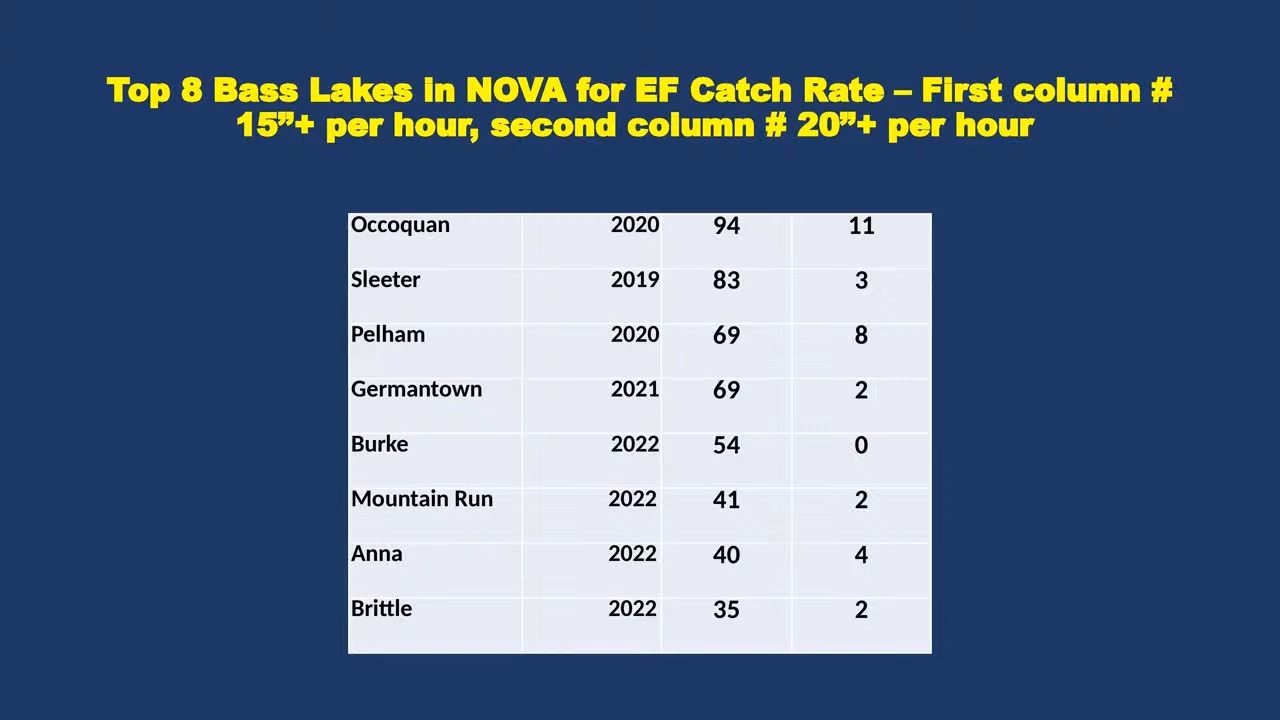 Top 8 Bass Lakes in NOVA for EF Catch Rate – First column #
15”+ per hour, second column # 20”+ per hour
Occoquan 2020 94 11
Sleeter 2019 83 3
Pelham 2020 69 8
Germantown 2021 69 2
Burke 2022 54 0
Mountain Run 2022 41 2
Anna 2022 40 4
Brittle 2022 35 2